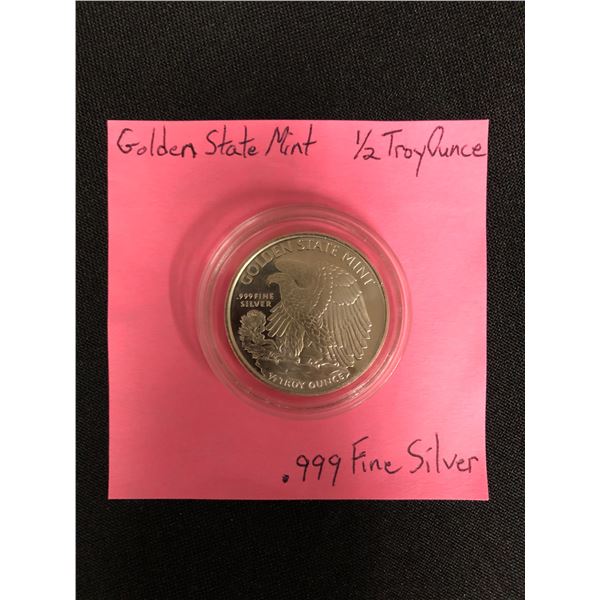 Golden State Mint 1/2 Troy Ounce
GOLDEN STATE MINT
.999 FINE
SILVER
½ TROY OUNCE
.999 Fine Silver